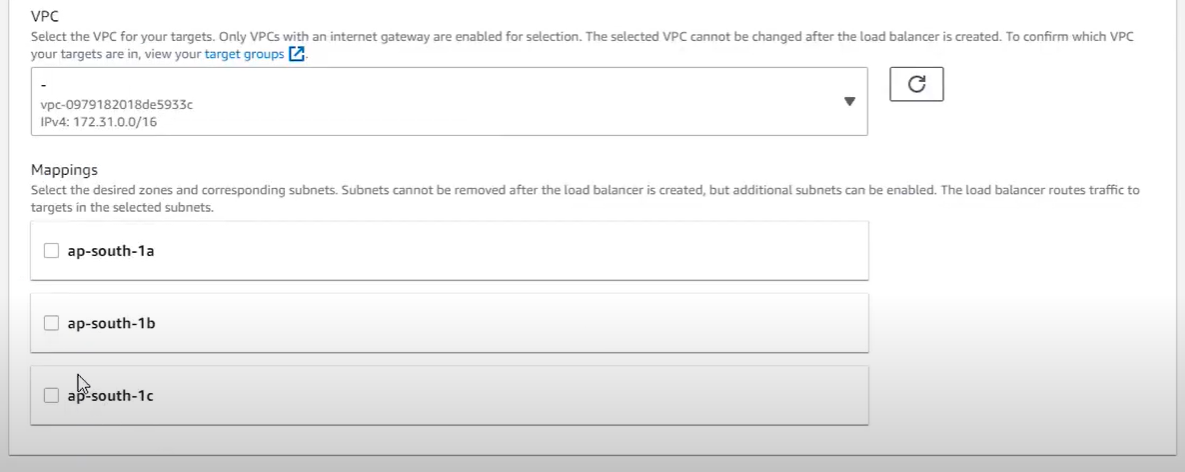 VPC
Select the VPC for your targets. Only VPCs with an internet gateway are enabled for selection. The selected VPC cannot be changed after the load balancer is created. To confirm which VPC
your targets are in, view your target groups.
-
vpc-0979182018de5933c
IPv4: 172.31.0.0/16
Mappings
Select the desired zones and corresponding subnets. Subnets cannot be removed after the load balancer is created, but additional subnets can be enabled. The load balancer routes traffic to
targets in the selected subnets.
ap-south-1a
ap-south-1b
ap-south-1c